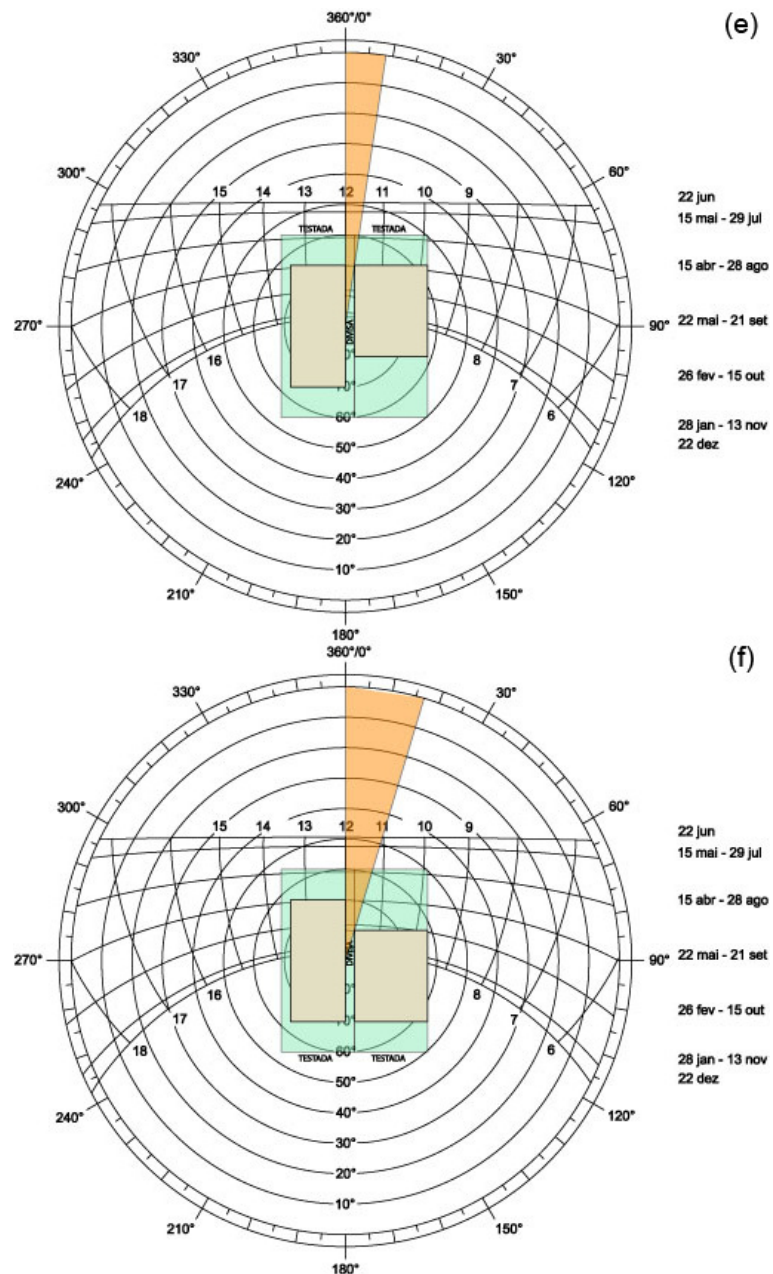 360°/0°
(e)
330° 30°
300° 60°
15 14 13 12 11 10 9
22 jun
15 mai - 29 jul
TESTADA TESTADA
15 abr - 28 ago
270° 90°
22 mai - 21 set
DIVISA
16 8
17 7
26 fev - 15 out
70°
18 6
60°
28 jan - 13 nov
50°
22 dez
240° 120°
40°
30°
20°
10°
210° 150°
180°
360°/0°
(f)
330° 30°
300° 60°
15 14 13 12 11 10 9
22 jun
15 mai - 29 jul
15 abr - 28 ago
DIVISA
270° 90°
22 mai - 21 set
16 8
17 7
26 fev - 15 out
18 6
60°
TESTADA TESTADA
28 jan - 13 nov
50°
22 dez
240° 120°
40°
30°
20°
10°
210° 150°
180°